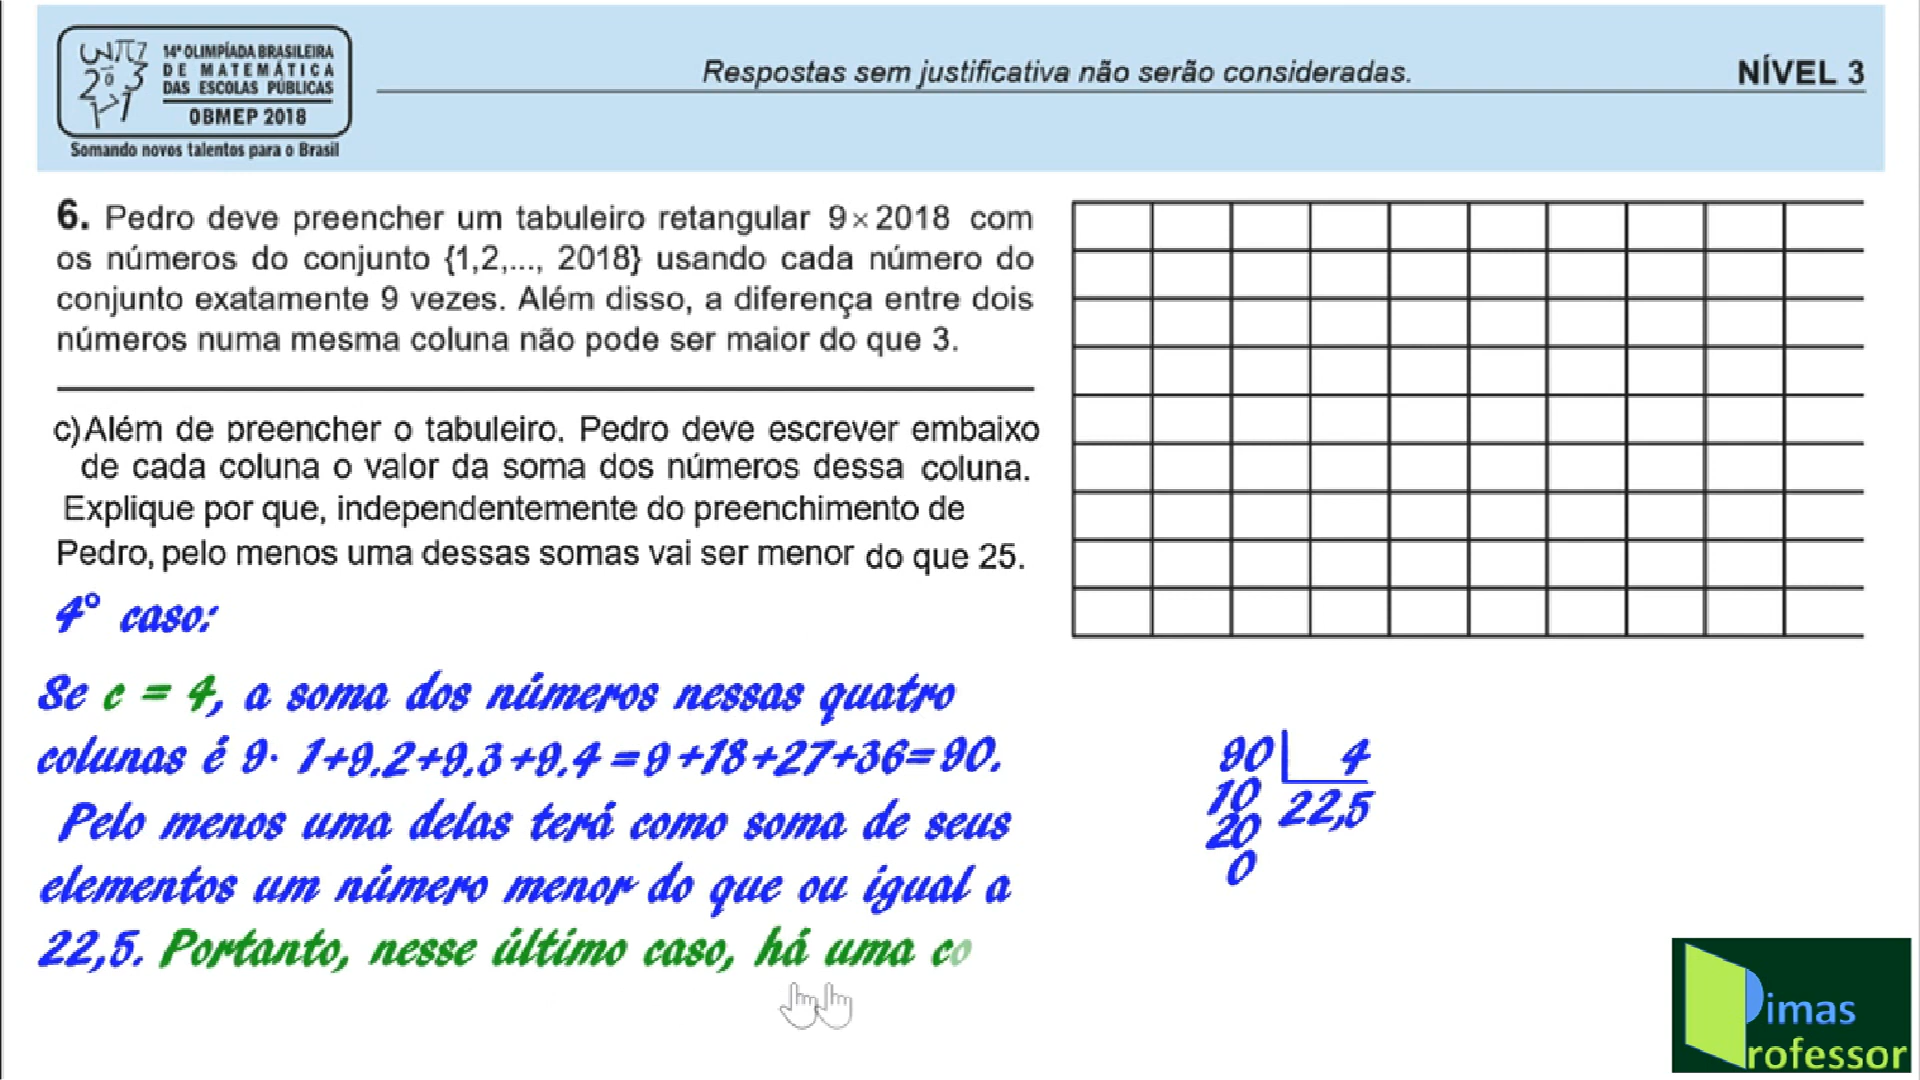 14ª OLIMPÍADA BRASILEIRA
DE MATEMÁTICA
DAS ESCOLAS PÚBLICAS
OBMEP 2018
Somando novos talentos para o Brasil
Respostas sem justificativa não serão consideradas.
NÍVEL 3
6. Pedro deve preencher um tabuleiro retangular 9×2018 com
os números do conjunto {1,2,..., 2018} usando cada número do
conjunto exatamente 9 vezes. Além disso, a diferença entre dois
números numa mesma coluna não pode ser maior do que 3.
c)Além de preencher o tabuleiro. Pedro deve escrever embaixo
de cada coluna o valor da soma dos números dessa coluna.
Explique por que, independentemente do preenchimento de
Pedro, pelo menos uma dessas somas vai ser menor do que 25.
4º caso:
Se c = 4, a soma dos números nessas quatro
colunas é 9. 1+9.2+9.3+9.4=9+18+27+36=90.
Pelo menos uma delas terá como soma de seus
elementos um número menor do que ou igual a
22,5. Portanto, nesse último caso, há uma co
90 4
10 22,5
20
0
Dimas
Professor